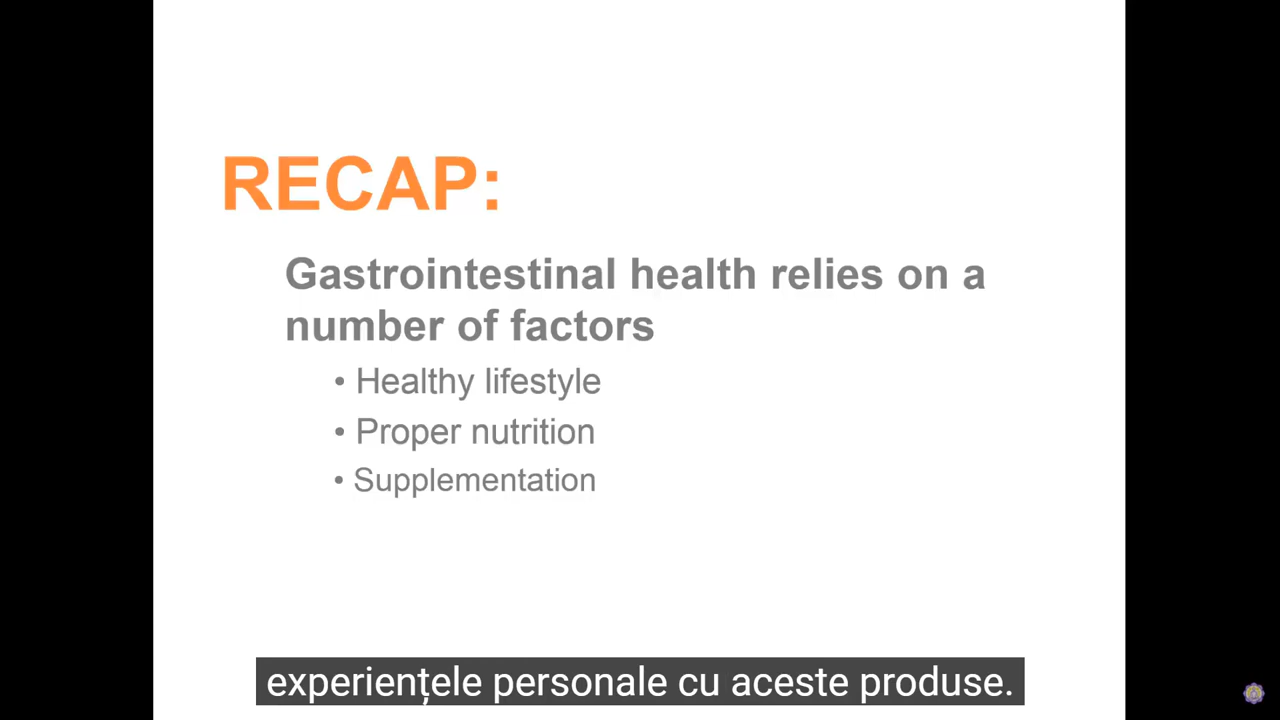 RECAP:
Gastrointestinal health relies on a
number of factors
• Healthy lifestyle
• Proper nutrition
• Supplementation
experiențele personale cu aceste produse.